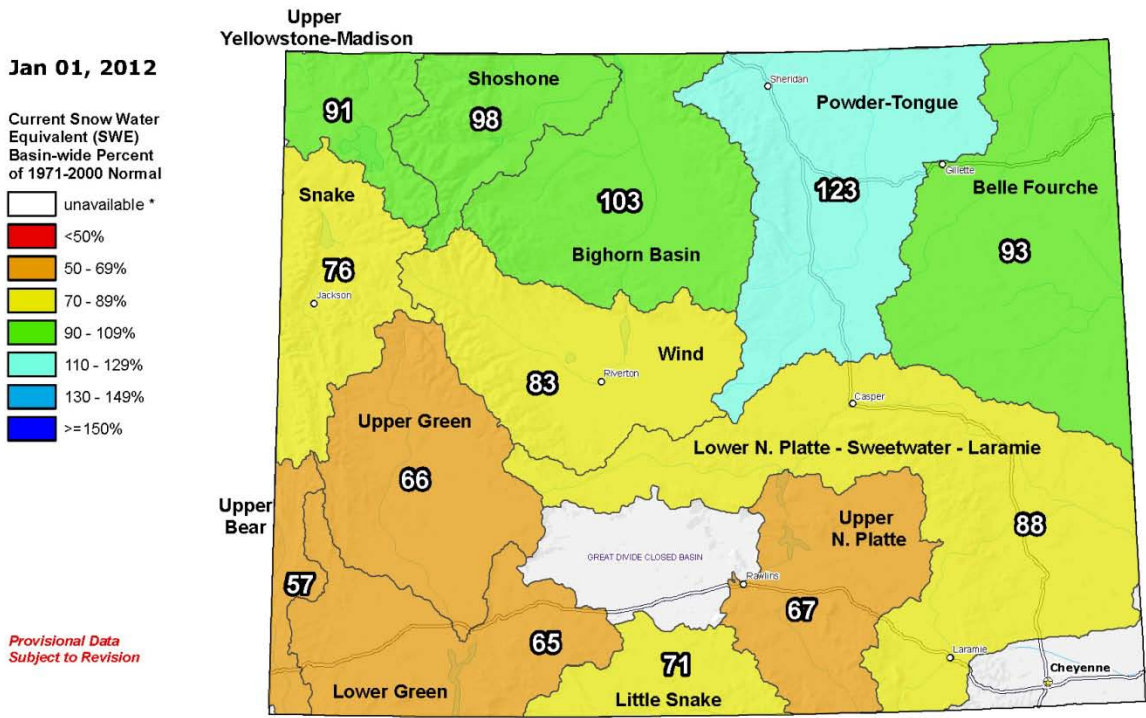 Jan 01, 2012
Current Snow Water
Equivalent (SWE)
Basin-wide Percent
of 1971-2000 Normal
unavailable *
<50%
50 - 69%
70 - 89%
90 - 109%
110 - 129%
130 - 149%
>=150%
Provisional Data
Subject to Revision
Upper
Yellowstone-Madison
91
Shoshone
98
Sheridan
Powder-Tongue
123
Gillette
Belle Fourche
93
103
Bighorn Basin
Snake
76
Jackson
Wind
83
Riverton
Casper
Upper Green
66
Lower N. Platte - Sweetwater - Laramie
88
Upper
Bear
57
GREAT DIVIDE CLOSED BASIN
Upper
N. Platte
67
Rawlins
65
Lower Green
71
Little Snake
Laramie
Cheyenne